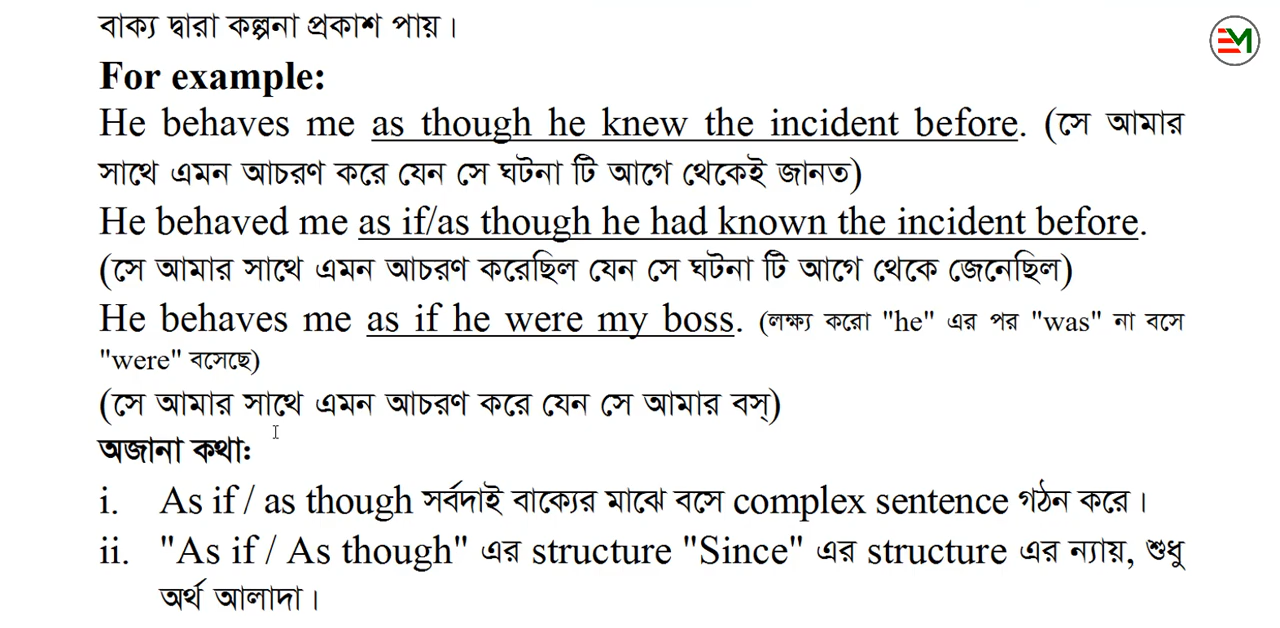 বাক্য দ্বারা কল্পনা প্রকাশ পায়।
For example:
He behaves me as though he knew the incident before. (সে আমার
সাথে এমন আচরণ করে যেন সে ঘটনা টি আগে থেকেই জানত)
He behaved me as if/as though he had known the incident before.
(সে আমার সাথে এমন আচরণ করেছিল যেন সে ঘটনা টি আগে থেকে জেনেছিল)
He behaves me as if he were my boss. (লক্ষ্য করো "he" এর পর "was" না বসে
"were" বসেছে)
(সে আমার সাথে এমন আচরণ করে যেন সে আমার বস্)
অজানা কথাঃ
i. As if / as though সর্বদাই বাক্যের মাঝে বসে complex sentence গঠন করে।
ii. "As if / As though" এর structure "Since" এর structure এর ন্যায়, শুধু
অর্থ আলাদা।
EM